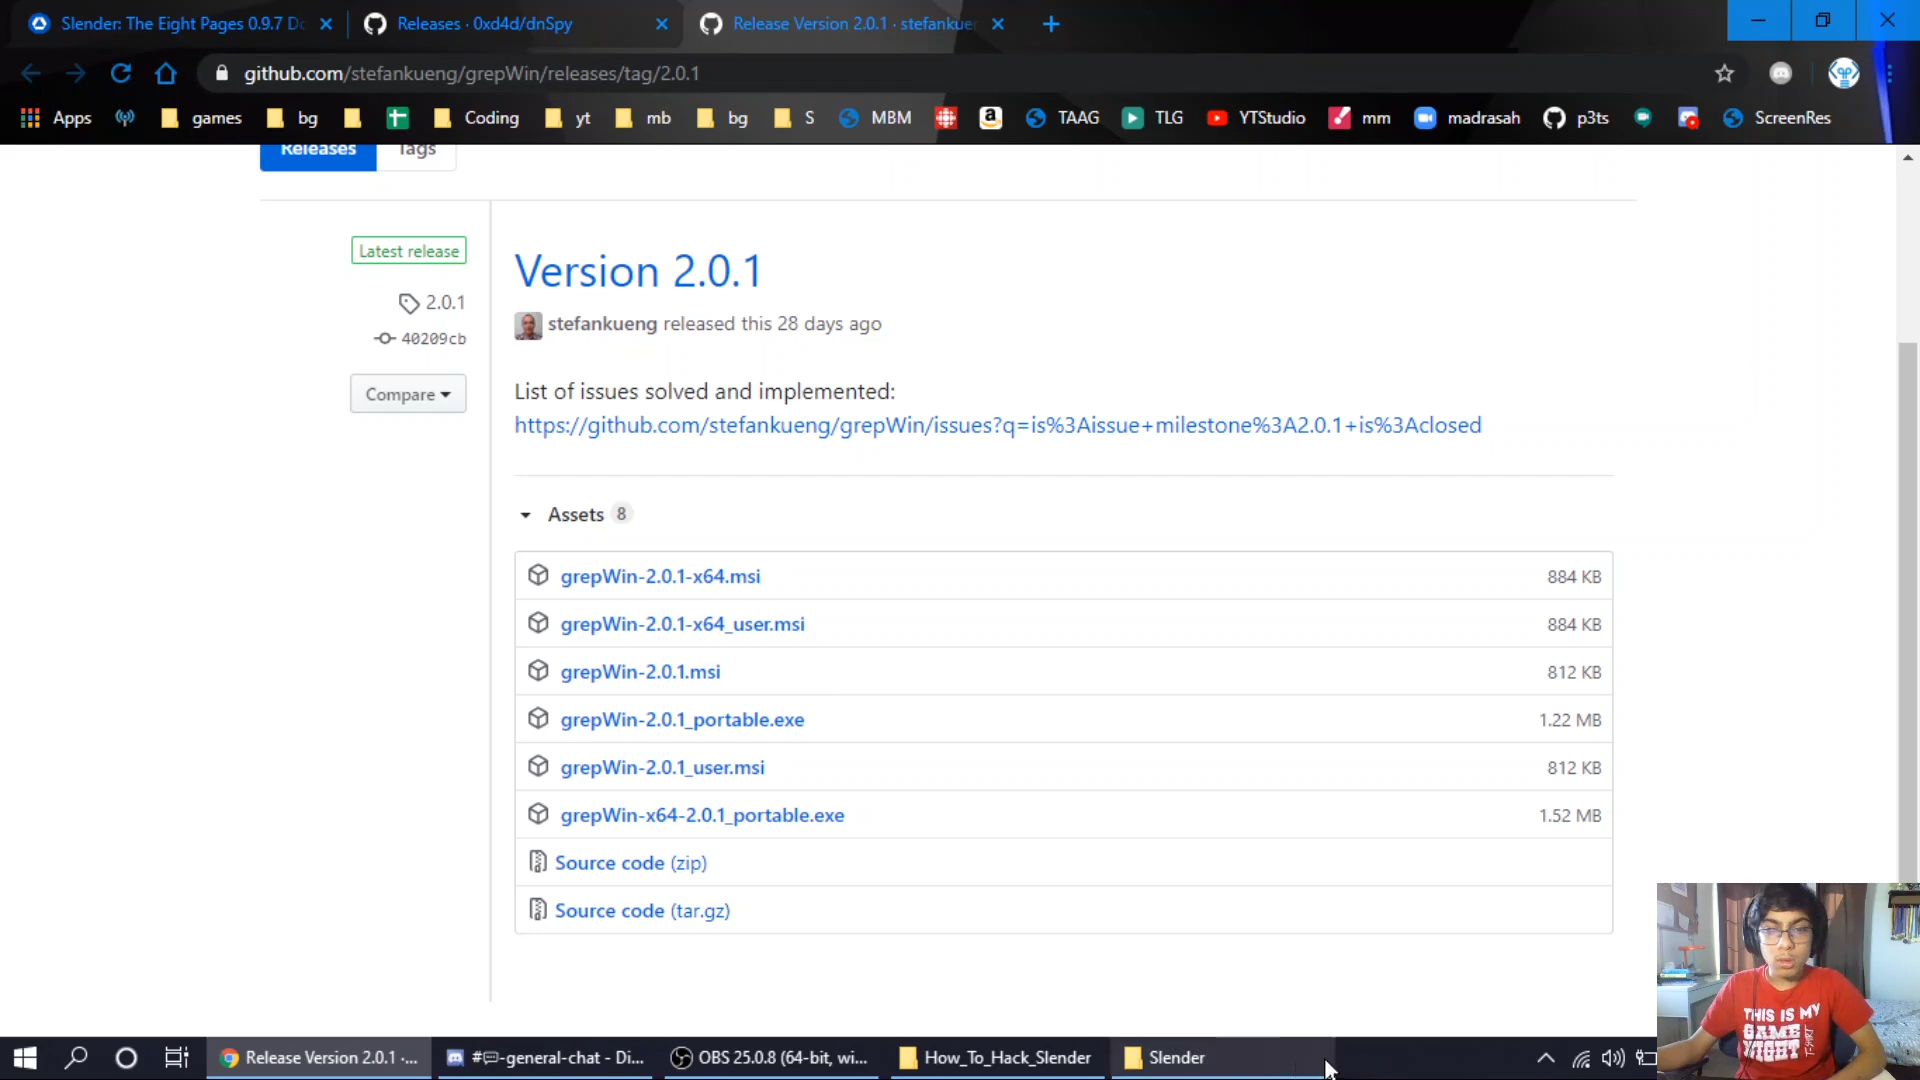 Slender: The Eight Pages 0.9.7 Do
Releases · 0xd4d/dnSpy
Release Version 2.0.1 · stefankuen
github.com/stefankueng/grepWin/releases/tag/2.0.1
Apps games bg Coding yt mb bg S MBM TAAG TLG YTStudio mm madrasah p3ts ScreenRes
Releases Tags
Latest release
2.0.1
40209cb
Compare
Version 2.0.1
stefankueng released this 28 days ago
List of issues solved and implemented:
https://github.com/stefankueng/grepWin/issues?q=is%3Aissue+milestone%3A2.0.1+is%3Aclosed
Assets 8
grepWin-2.0.1-x64.msi 884 KB
grepWin-2.0.1-x64_user.msi 884 KB
grepWin-2.0.1.msi 812 KB
grepWin-2.0.1_portable.exe 1.22 MB
grepWin-2.0.1_user.msi 812 KB
grepWin-x64-2.0.1_portable.exe 1.52 MB
Source code (zip)
Source code (tar.gz)
THIS IS MY
GAME
NIGHT
T-SHIRT
Release Version 2.0.1 ·... #💬-general-chat - Di... OBS 25.0.8 (64-bit, wi... How_To_Hack_Slender Slender